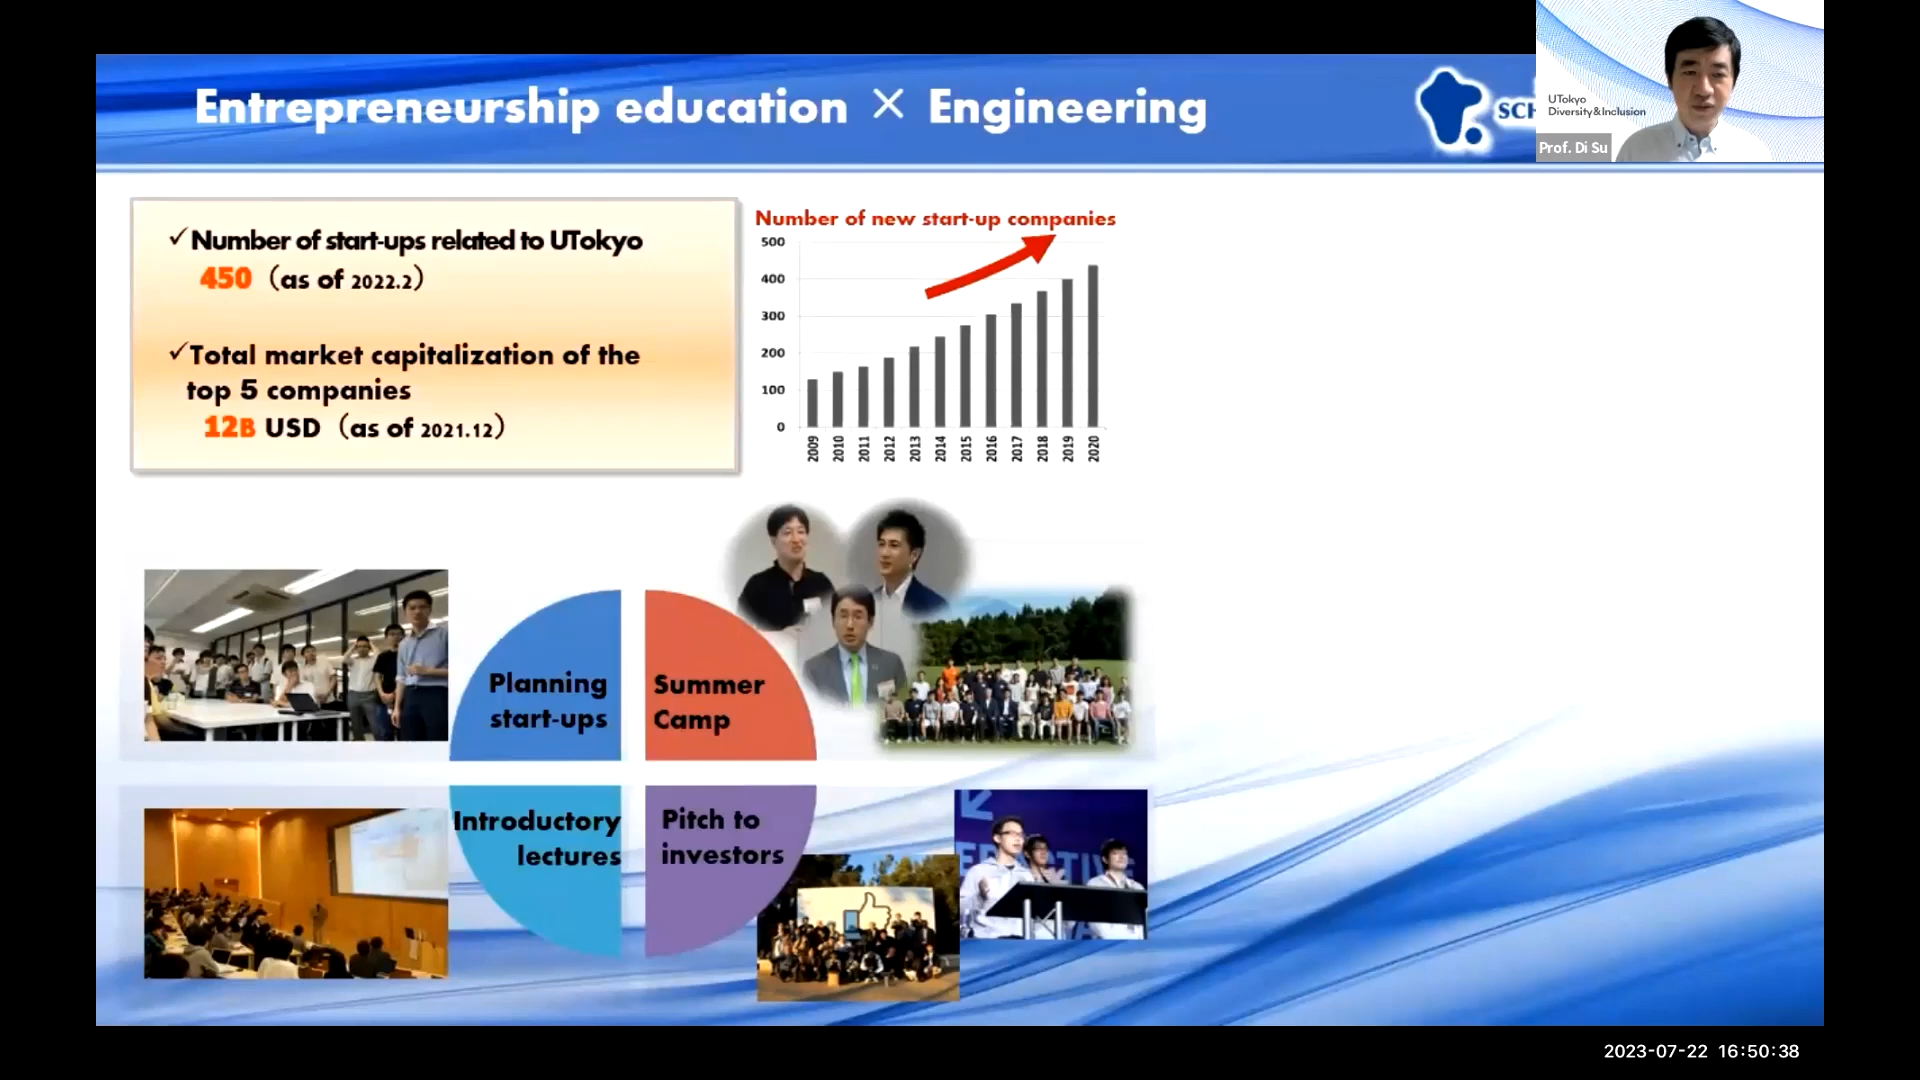 Entrepreneurship education × Engineering
SCH
UTokyo
Diversity&Inclusion
Prof. Di Su
✓Number of start-ups related to UTokyo
450（as of 2022.2）
✓Total market capitalization of the
top 5 companies
12B USD（as of 2021.12）
Number of new start-up companies
500
400
300
200
100
0
2009 2010 2011 2012 2013 2014 2015 2016 2017 2018 2019 2020
Planning
start-ups
Summer
Camp
Introductory
lectures
Pitch to
investors
2023-07-22 16:50:38